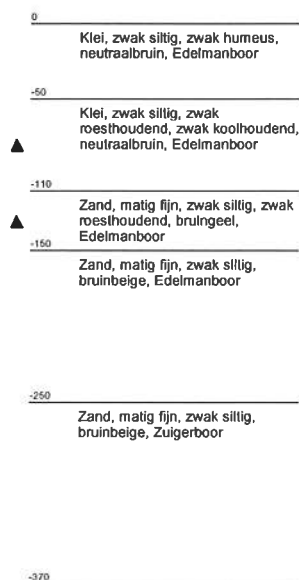 0
Klei, zwak siltig, zwak humeus,
neutraalbruin, Edelmanboor
-50
Klei, zwak siltig, zwak
roesthoudend, zwak koolhoudend,
neutraalbruin, Edelmanboor
-110
Zand, matig fijn, zwak siltig, zwak
roesthoudend, bruingeel,
Edelmanboor
-150
Zand, matig fijn, zwak siltig,
bruinbeige, Edelmanboor
-250
Zand, matig fijn, zwak siltig,
bruinbeige, Zuigerboor
-370